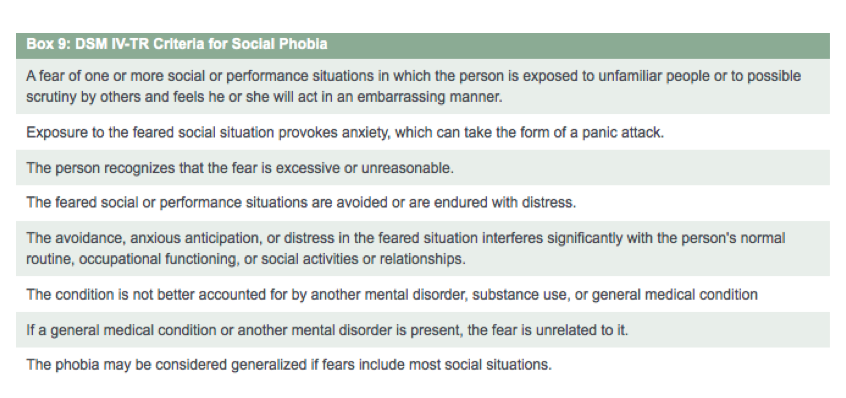 Box 9: DSM IV-TR Criteria for Social Phobia
A fear of one or more social or performance situations in which the person is exposed to unfamiliar people or to possible
scrutiny by others and feels he or she will act in an embarrassing manner.
Exposure to the feared social situation provokes anxiety, which can take the form of a panic attack.
The person recognizes that the fear is excessive or unreasonable.
The feared social or performance situations are avoided or are endured with distress.
The avoidance, anxious anticipation, or distress in the feared situation interferes significantly with the person's normal
routine, occupational functioning, or social activities or relationships.
The condition is not better accounted for by another mental disorder, substance use, or general medical condition
If a general medical condition or another mental disorder is present, the fear is unrelated to it.
The phobia may be considered generalized if fears include most social situations.